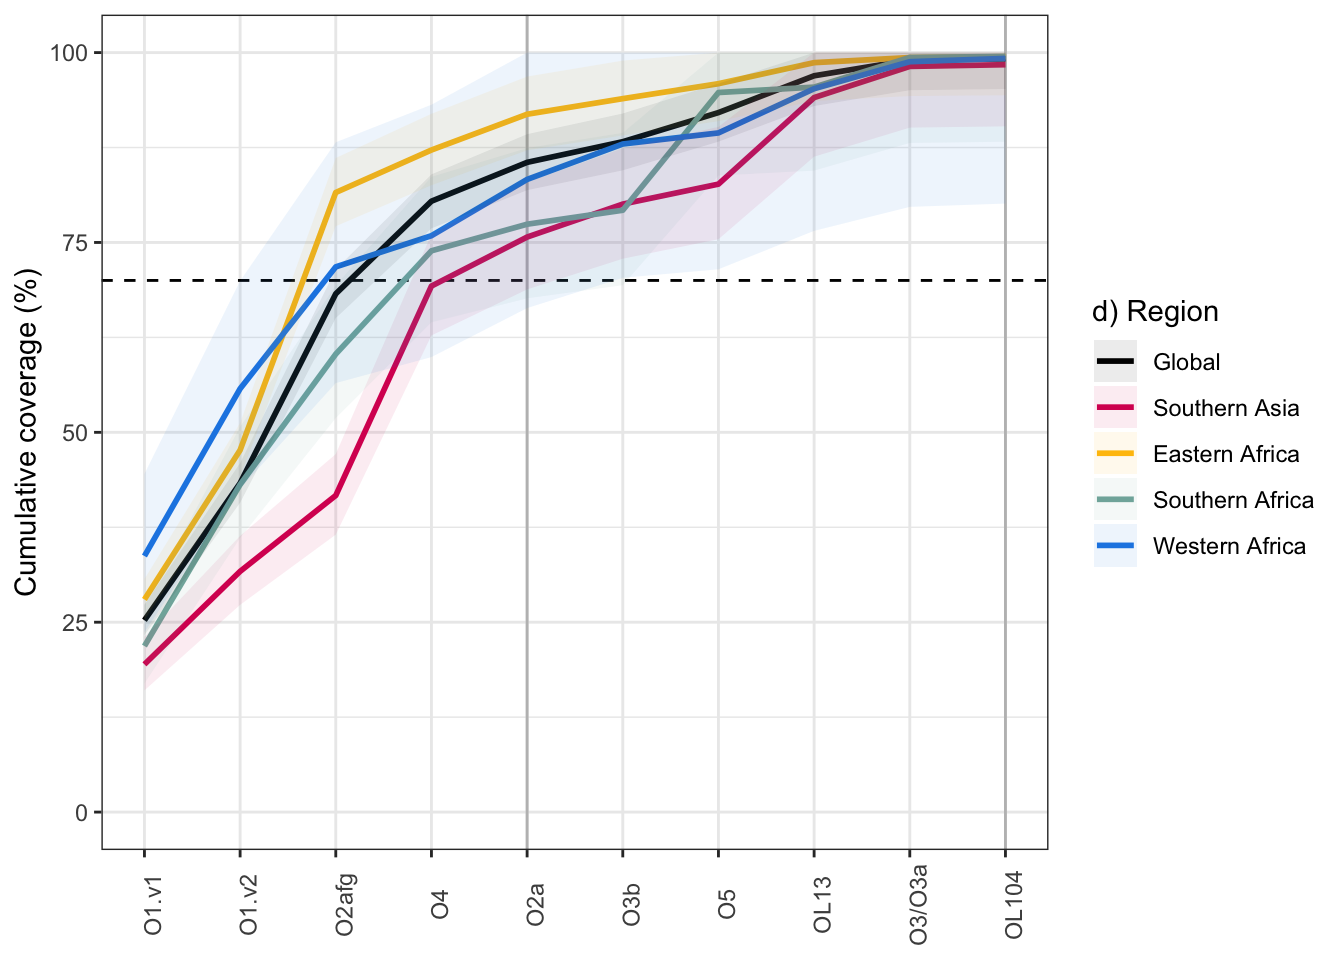 Cumulative coverage (%)
100
75
50
25
0
O1.v1
O1.v2
O2afg
O4
O2a
O3b
O5
OL13
O3/O3a
OL104
d) Region
Global
Southern Asia
Eastern Africa
Southern Africa
Western Africa